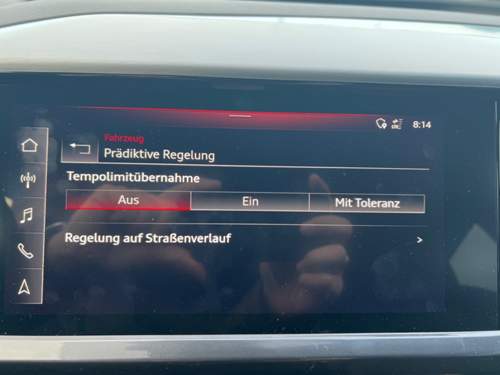 8:14
Fahrzeug
Prädiktive Regelung
Tempolimitübernahme
Aus Ein Mit Toleranz
Regelung auf Straßenverlauf >